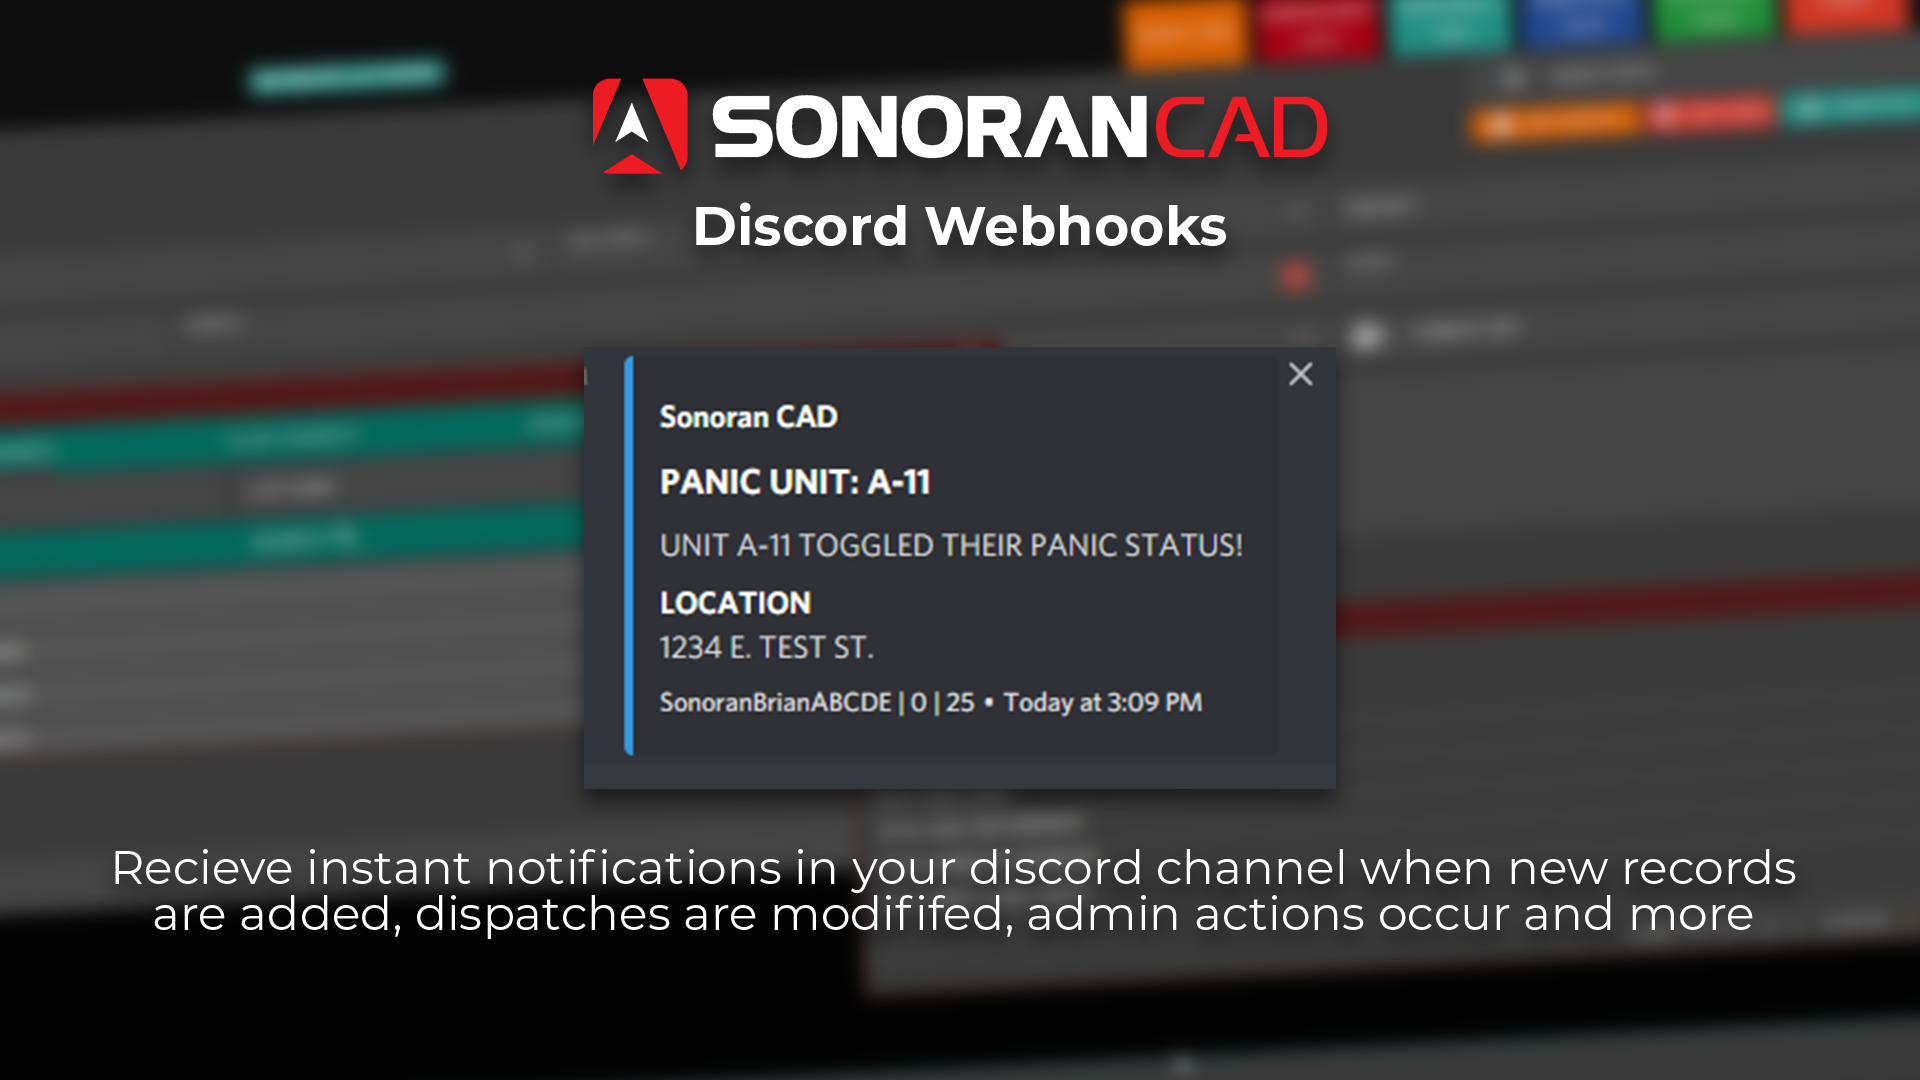 SONORANCAD
Discord Webhooks
Sonoran CAD
PANIC UNIT: A-11
UNIT A-11 TOGGLED THEIR PANIC STATUS!
LOCATION
1234 E. TEST ST.
SonoranBrianABCDE | 0 | 25 • Today at 3:09 PM
Recieve instant notifications in your discord channel when new records
are added, dispatches are modififed, admin actions occur and more